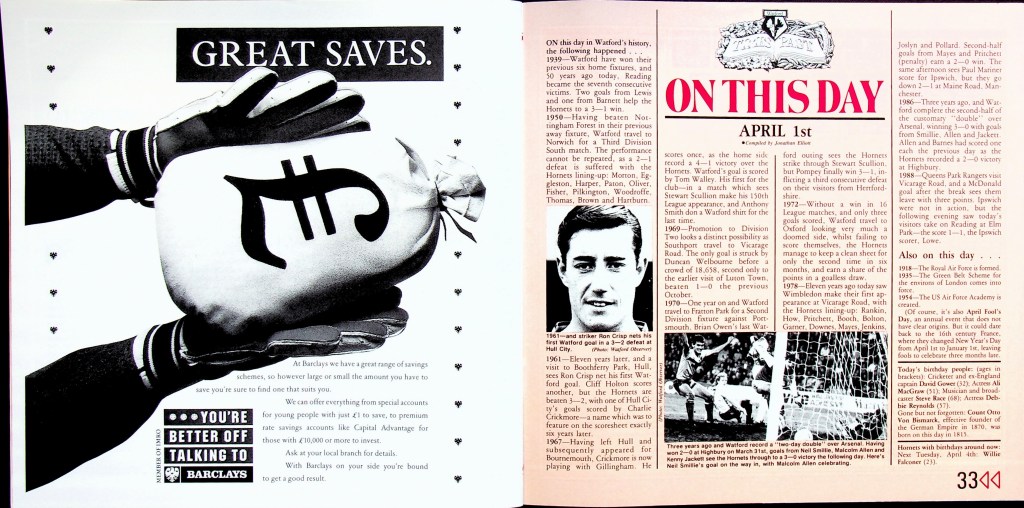 GREAT SAVES.
At Barclays we have a great range of savings
schemes, so however large or small the amount you have to
save you're sure to find one that suits you.
We can offer everything from special accounts
for young people with just £1 to save, to premium
rate savings accounts like Capital Advantage for
those with £10,000 or more to invest.
Ask at your local branch for details.
With Barclays on your side you're bound
to get a good result.
●●●YOU'RE
BETTER OFF
TALKING TO
BARCLAYS
MEMBER OF IMRO
ON this day in Watford's history,
the following happened . . .
1939—Watford have won their
previous six home fixtures, and
50 years ago today, Reading
became the seventh consecutive
victims. Two goals from Lewis
and one from Barnett help the
Hornets to a 3—1 win.
1950—Having beaten Not-
tingham Forest in their previous
away fixture, Watford travel to
Norwich for a Third Division
South match. The performance
cannot be repeated, as a 2—1
defeat is suffered with the
Hornets lining-up: Morton, Eg-
gleston, Harper, Paton, Oliver,
Fisher, Pilkington, Woodroffe,
Thomas, Brown and Hartburn.
1961—and striker Ron Crisp nets his
first Watford goal in a 3—2 defeat at
Hull City.
(Photo: Watford Observer)
1961—Eleven years later, and a
visit to Boothferry Park, Hull,
sees Ron Crisp net his first Wat-
ford goal. Cliff Holton scores
another, but the Hornets are
beaten 3—2, with one of Hull Ci-
ty's goals scored by Charlie
Crickmore—a name which was to
feature on the scoresheet exactly
six years later.
1967—Having left Hull and
subsequently appeared for
Bournemouth, Crickmore is now
playing with Gillingham. He
TIME PAST
ON THIS DAY
APRIL 1st
●Compiled by Jonathan Elliott
scores once, as the home side
record a 4—1 victory over the
Hornets. Watford's goal is scored
by Tom Walley. His first for the
club—in a match which sees
Stewart Scullion make his 150th
League appearance, and Anthony
Smith don a Watford shirt for the
last time.
1969—Promotion to Division
Two looks a distinct possibility as
Southport travel to Vicarage
Road. The only goal is struck by
Duncan Welbourne before a
crowd of 18,658, second only to
the earlier visit of Luton Town,
beaten 1—0 the previous
October.
1970—One year on and Watford
travel to Fratton Park for a Second
Division fixture against Ports-
mouth. Brian Owen's last Wat-
ford outing sees the Hornets
strike through Stewart Scullion,
but Pompey finally win 3—1, in-
flicting a third consecutive defeat
on their visitors from Hertford-
shire.
1972—Without a win in 16
League matches, and only three
goals scored, Watford travel to
Oxford looking very much a
doomed side, whilst failing to
score themselves, the Hornets
manage to keep a clean sheet for
only the second time in six
months, and earn a share of the
points in a goalless draw.
1978—Eleven years ago today saw
Wimbledon make their first app-
earance at Vicarage Road, with
the Hornets lining-up: Rankin,
How, Pritchett, Booth, Bolton,
Garner, Downes, Mayes, Jenkins,
(Photo: Watford Observer)
Three years ago and Watford record a "two-day double" over Arsenal. Having
won 2—0 at Highbury on March 31st, goals from Neil Smillie, Malcolm Allen and
Kenny Jackett see the Hornets through to a 3—0 victory the following day. Here's
Neil Smillie's goal on the way in, with Malcolm Allen celebrating.
Joslyn and Pollard. Second-half
goals from Mayes and Pritchett
(penalty) earn a 2—0 win. The
same afternoon sees Paul Mariner
score for Ipswich, but they go
down 2—1 at Maine Road, Man-
chester.
1986—Three years ago, and Wat-
ford complete the second-half of
the customary "double" over
Arsenal, winning 3—0 with goals
from Smillie, Allen and Jackett.
Allen and Barnes had scored one
each the previous day as the
Hornets recorded a 2—0 victory
at Highbury.
1988—Queens Park Rangers visit
Vicarage Road, and a McDonald
goal after the break sees them
leave with three points. Ipswich
were not in action, but the
following evening saw today's
visitors take on Reading at Elm
Park—the score 1—1, the Ipswich
scorer, Lowe.
Also on this day . . .
1918—The Royal Air Force is formed.
1935—The Green Belt Scheme for
the environs of London comes into
force.
1954—The US Air Force Academy is
created.
(Of course, it's also April Fool's
Day, an annual event that does not
have clear origins. But it could date
back to the 16th century France,
where they changed New Year's Day
from April 1st to January 1st, leaving
fools to celebrate three months late.
Today's birthday people: (ages in
brackets): Cricketer and ex-England
captain David Gower (32); Actress Ali
MacGraw (51); Musician and broad-
caster Steve Race (68); Actress Deb-
bie Reynolds (57).
Gone but not forgotten: Count Otto
Von Bismarck, effective founder of
the German Empire in 1870, was
born on this day in 1815.
Hornets with birthdays around now:
Next Tuesday, April 4th: Willie
Falconer (23).
33